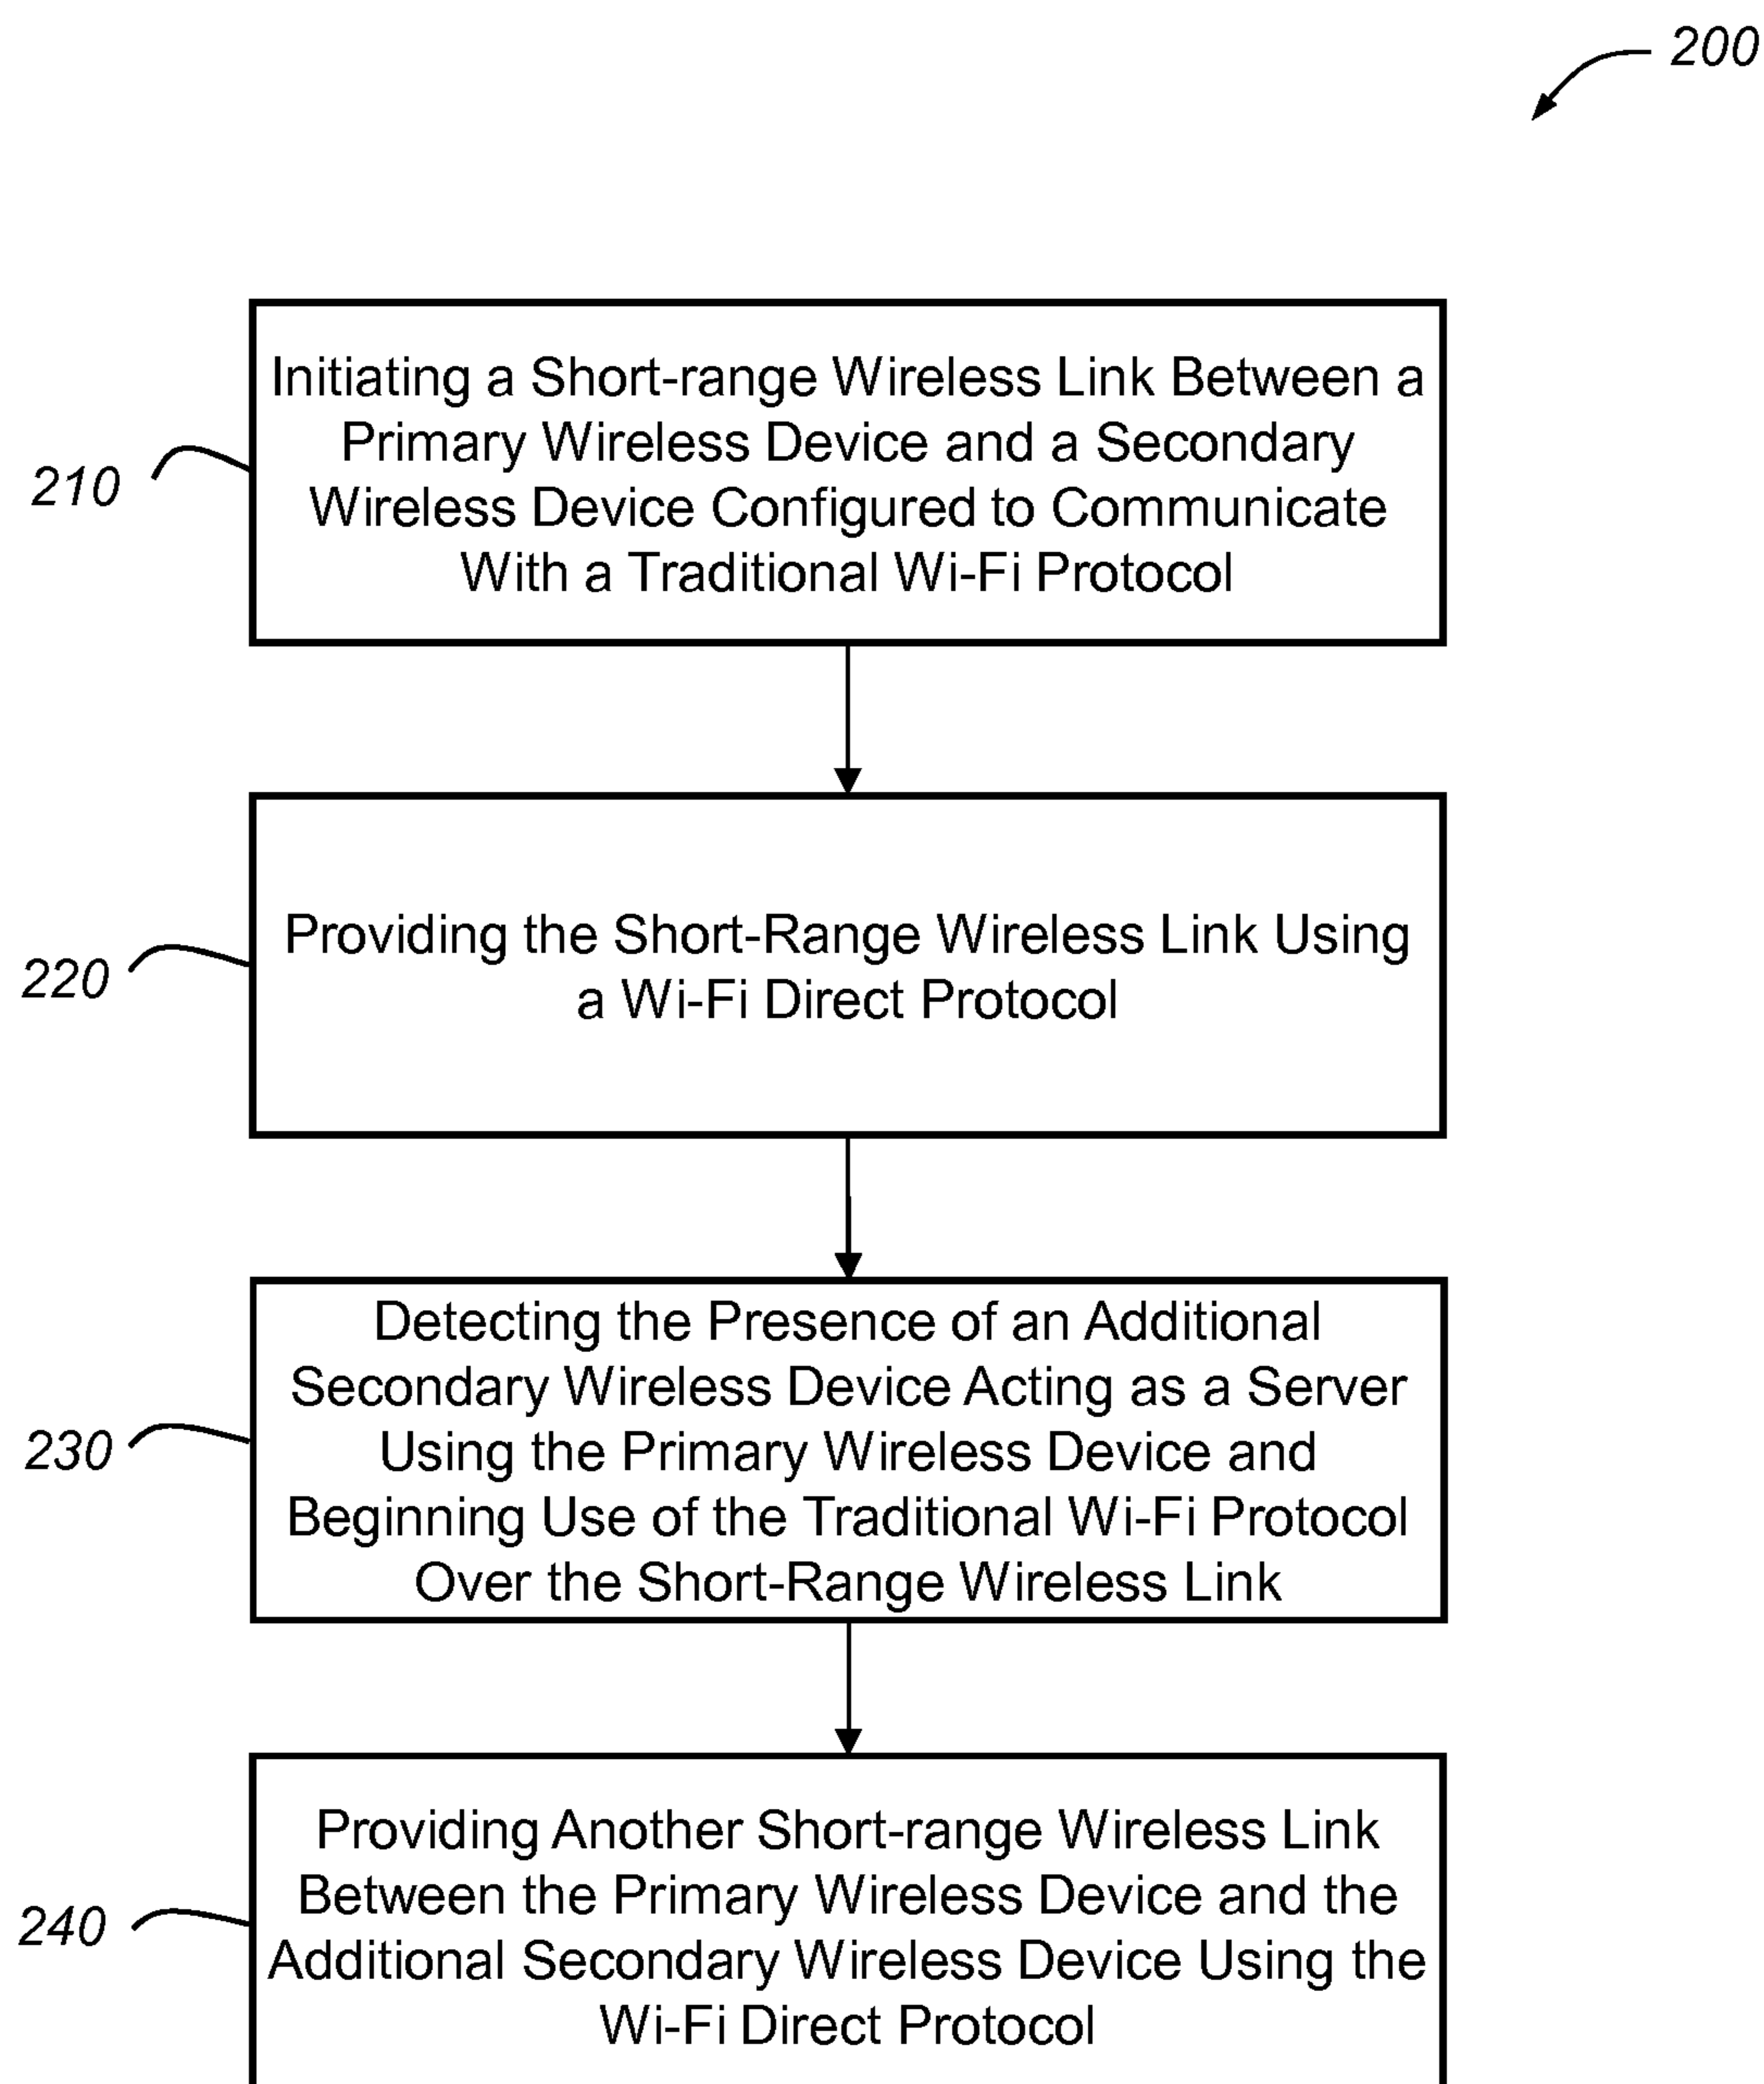 200
Initiating a Short-range Wireless Link Between a
Primary Wireless Device and a Secondary
Wireless Device Configured to Communicate
With a Traditional Wi-Fi Protocol
210
Providing the Short-Range Wireless Link Using
a Wi-Fi Direct Protocol
220
Detecting the Presence of an Additional
Secondary Wireless Device Acting as a Server
Using the Primary Wireless Device and
Beginning Use of the Traditional Wi-Fi Protocol
Over the Short-Range Wireless Link
230
Providing Another Short-range Wireless Link
Between the Primary Wireless Device and the
Additional Secondary Wireless Device Using the
Wi-Fi Direct Protocol
240